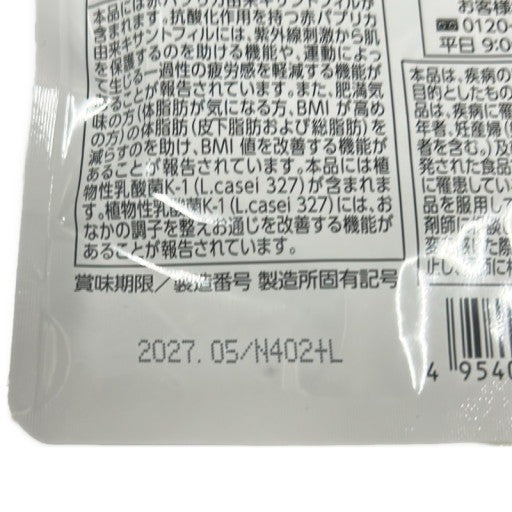 本品には赤パプリカ由来キサントフィルが
含まれます。抗酸化作用を持つ赤パプリカ
由来キサントフィルには、紫外線刺激から肌
を保護するのを助ける機能や、運動によっ
て生じる一過性の疲労感を軽減する機能が
あることが報告されています。また、肥満気
味の方(体脂肪が気になる方、BMIが高め
の方)の体脂肪(皮下脂肪および総脂肪)を
減らすのを助け、BMI値を改善する機能が
あることが報告されています。本品には植
物性乳酸菌K-1(L.casei 327)が含まれま
す。植物性乳酸菌K-1(L.casei 327)には、お
なかの調子を整えお通じを改善する機能が
あることが報告されています。
賞味期限/製造番号 製造所固有記号
2027. 05/N402+L
お客様
0120-
平日 9:0
本品は、疾病の
目的としたもの
品は、疾病に罹
年者、妊産婦(
者を含む。)及
発された食品
に罹患してい
品を服用して
剤師に
変
止し、
4 9540